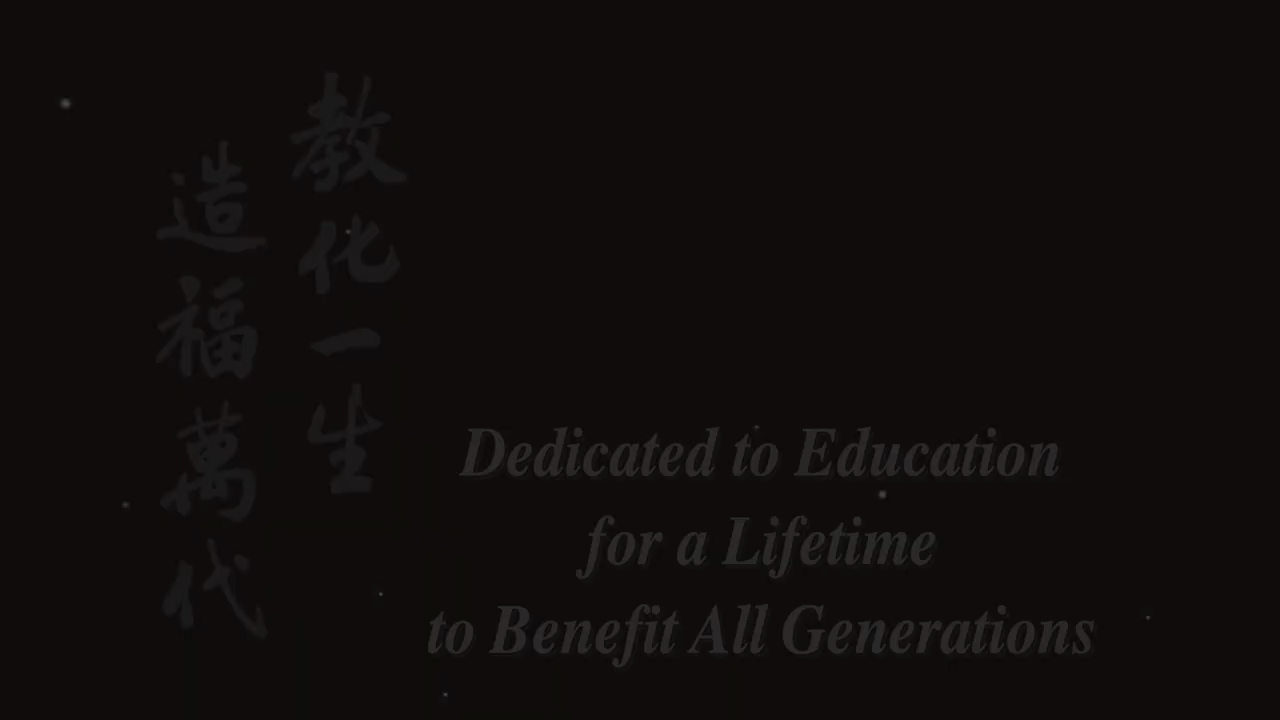 教化一生
造福萬代
Dedicated to Education
for a Lifetime
to Benefit All Generations